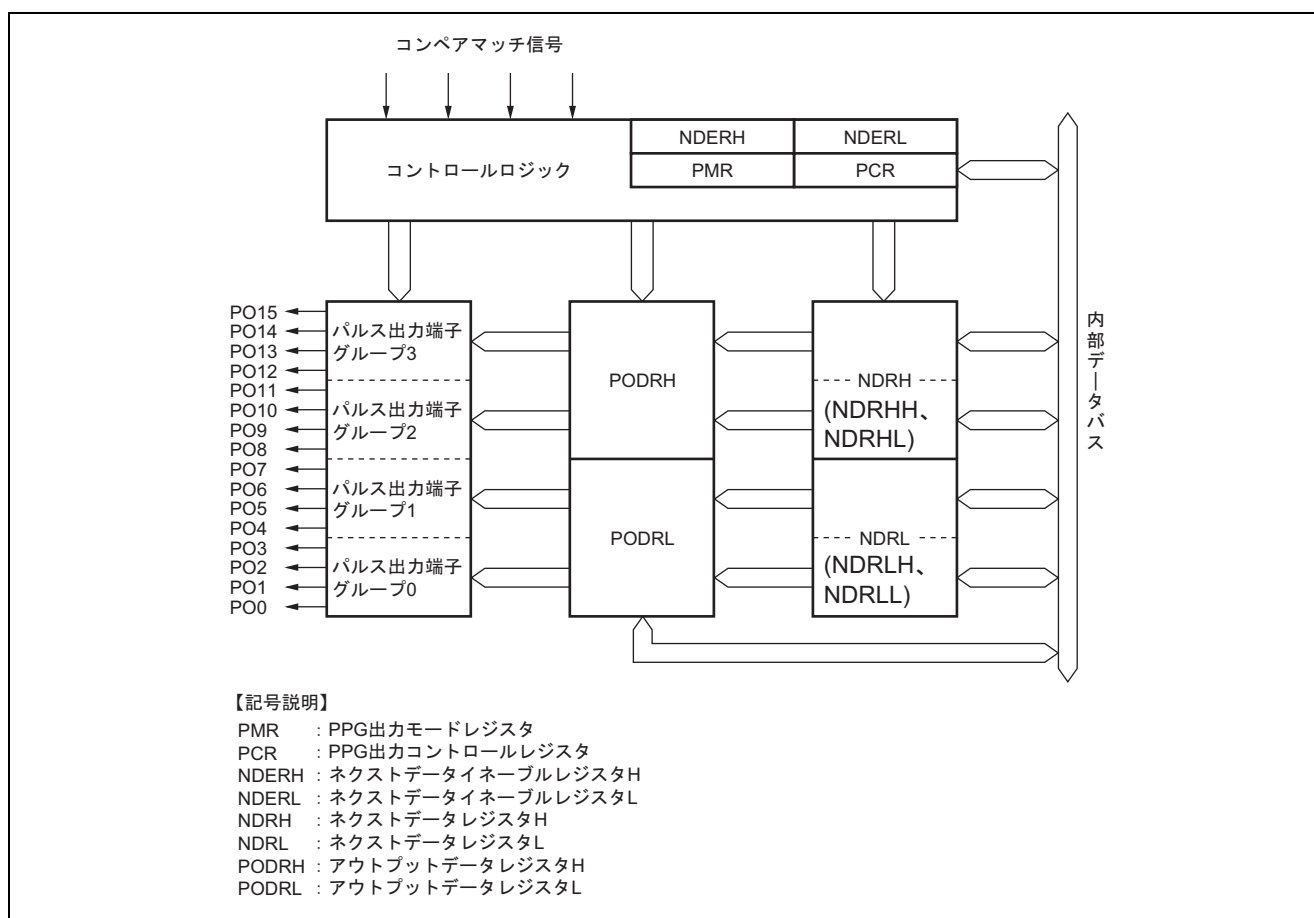 コンペアマッチ信号
コントロールロジック
NDERH
NDERL
PMR
PCR
PO15
PO14
PO13
PO12
PO11
PO10
PO9
PO8
PO7
PO6
PO5
PO4
PO3
PO2
PO1
PO0
パルス出力端子
グループ3
パルス出力端子
グループ2
パルス出力端子
グループ1
パルス出力端子
グループ0
PODRH
PODRL
NDRH
(NDRHH、
NDRHL)
NDRL
(NDRLH、
NDRLL)
内部データバス
【記号説明】
PMR : PPG出力モードレジスタ
PCR : PPG出力コントロールレジスタ
NDERH : ネクストデータイネーブルレジスタH
NDERL : ネクストデータイネーブルレジスタL
NDRH : ネクストデータレジスタH
NDRL : ネクストデータレジスタL
PODRH : アウトプットデータレジスタH
PODRL : アウトプットデータレジスタL